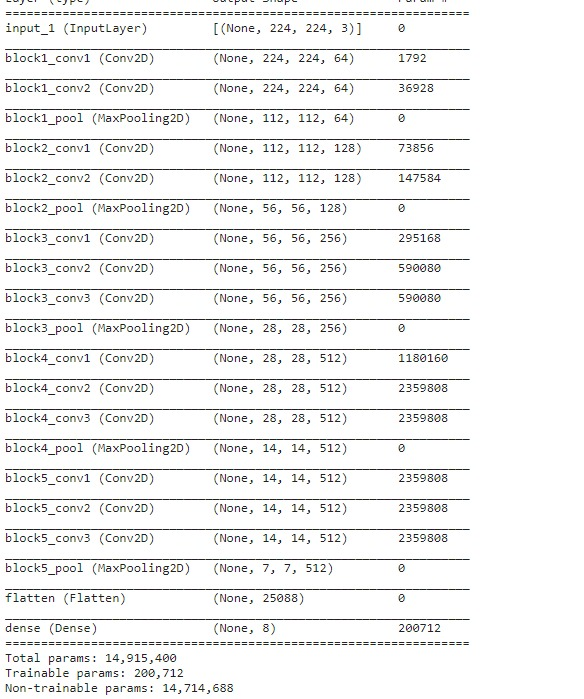 Layer (type)                 Output Shape              Param #
=================================================================
input_1 (InputLayer)         [(None, 224, 224, 3)]     0
_________________________________________________________________
block1_conv1 (Conv2D)        (None, 224, 224, 64)      1792
_________________________________________________________________
block1_conv2 (Conv2D)        (None, 224, 224, 64)      36928
_________________________________________________________________
block1_pool (MaxPooling2D)   (None, 112, 112, 64)      0
_________________________________________________________________
block2_conv1 (Conv2D)        (None, 112, 112, 128)     73856
_________________________________________________________________
block2_conv2 (Conv2D)        (None, 112, 112, 128)     147584
_________________________________________________________________
block2_pool (MaxPooling2D)   (None, 56, 56, 128)       0
_________________________________________________________________
block3_conv1 (Conv2D)        (None, 56, 56, 256)       295168
_________________________________________________________________
block3_conv2 (Conv2D)        (None, 56, 56, 256)       590080
_________________________________________________________________
block3_conv3 (Conv2D)        (None, 56, 56, 256)       590080
_________________________________________________________________
block3_pool (MaxPooling2D)   (None, 28, 28, 256)       0
_________________________________________________________________
block4_conv1 (Conv2D)        (None, 28, 28, 512)       1180160
_________________________________________________________________
block4_conv2 (Conv2D)        (None, 28, 28, 512)       2359808
_________________________________________________________________
block4_conv3 (Conv2D)        (None, 28, 28, 512)       2359808
_________________________________________________________________
block4_pool (MaxPooling2D)   (None, 14, 14, 512)       0
_________________________________________________________________
block5_conv1 (Conv2D)        (None, 14, 14, 512)       2359808
_________________________________________________________________
block5_conv2 (Conv2D)        (None, 14, 14, 512)       2359808
_________________________________________________________________
block5_conv3 (Conv2D)        (None, 14, 14, 512)       2359808
_________________________________________________________________
block5_pool (MaxPooling2D)   (None, 7, 7, 512)         0
_________________________________________________________________
flatten (Flatten)            (None, 25088)             0
_________________________________________________________________
dense (Dense)                (None, 8)                 200712
=================================================================
Total params: 14,915,400
Trainable params: 200,712
Non-trainable params: 14,714,688